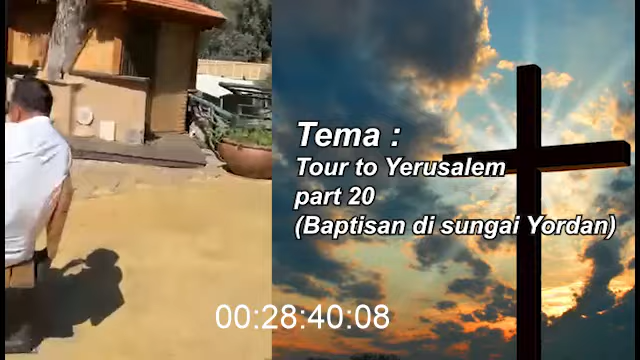 Tema :
Tour to Yerusalem
part 20
(Baptisan di sungai Yordan)
00:28:40:08